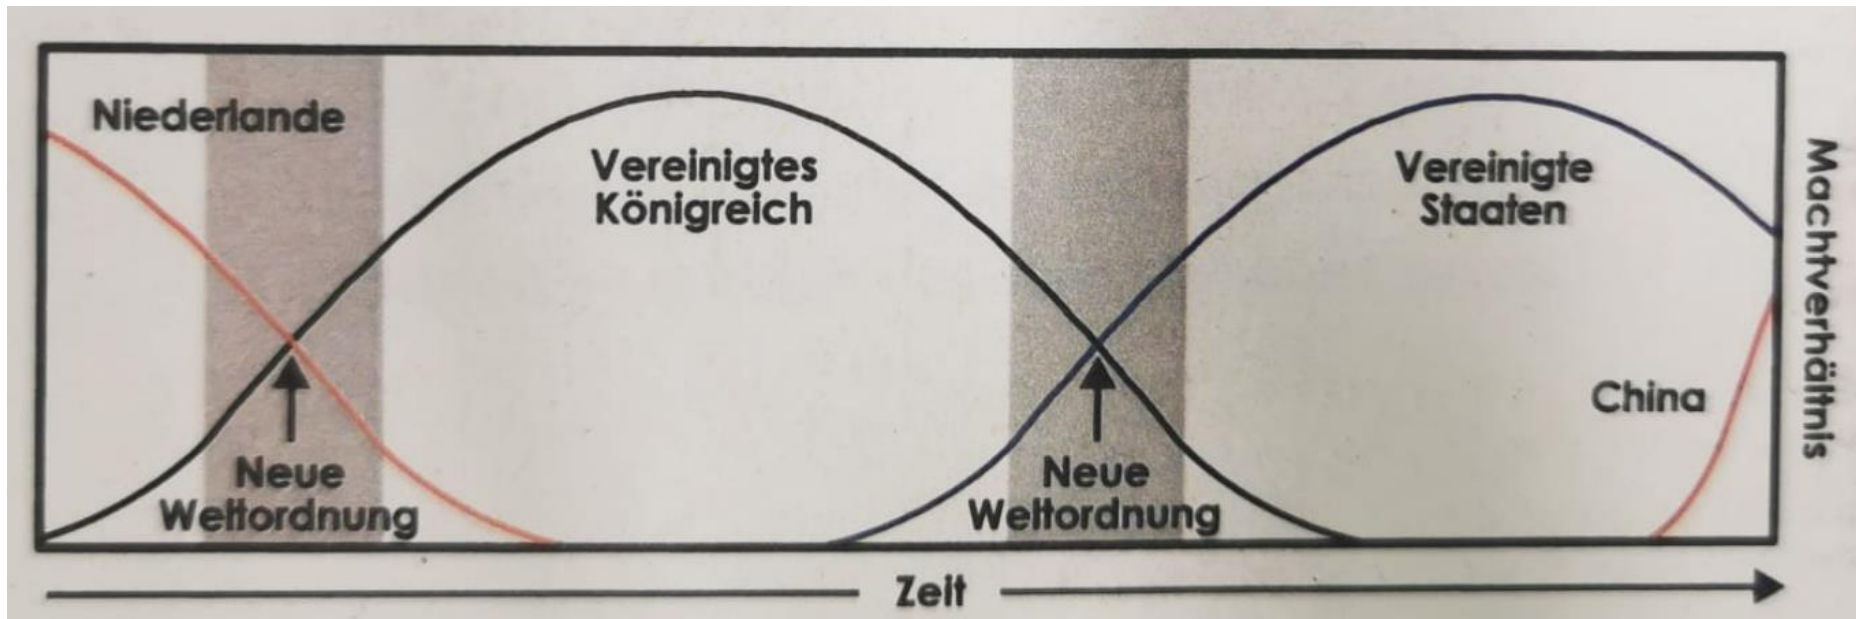 Niederlande
Vereinigtes
Königreich
Vereinigte
Staaten
China
Neue
Weltordnung
Neue
Weltordnung
Zeit
Machtverhältnis